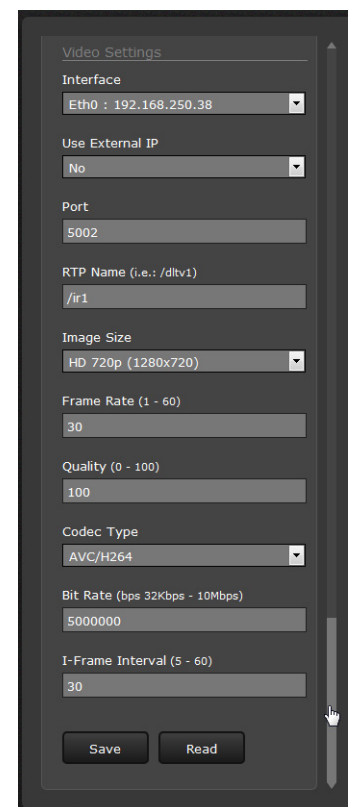 Video Settings
Interface
Eth0 : 192.168.250.38
Use External IP
No
Port
5002
RTP Name (i.e.: /dltv1)
/ir1
Image Size
HD 720p (1280x720)
Frame Rate (1 - 60)
30
Quality (0 - 100)
100
Codec Type
AVC/H264
Bit Rate (bps 32Kbps - 10Mbps)
5000000
I-Frame Interval (5 - 60)
30
Save Read